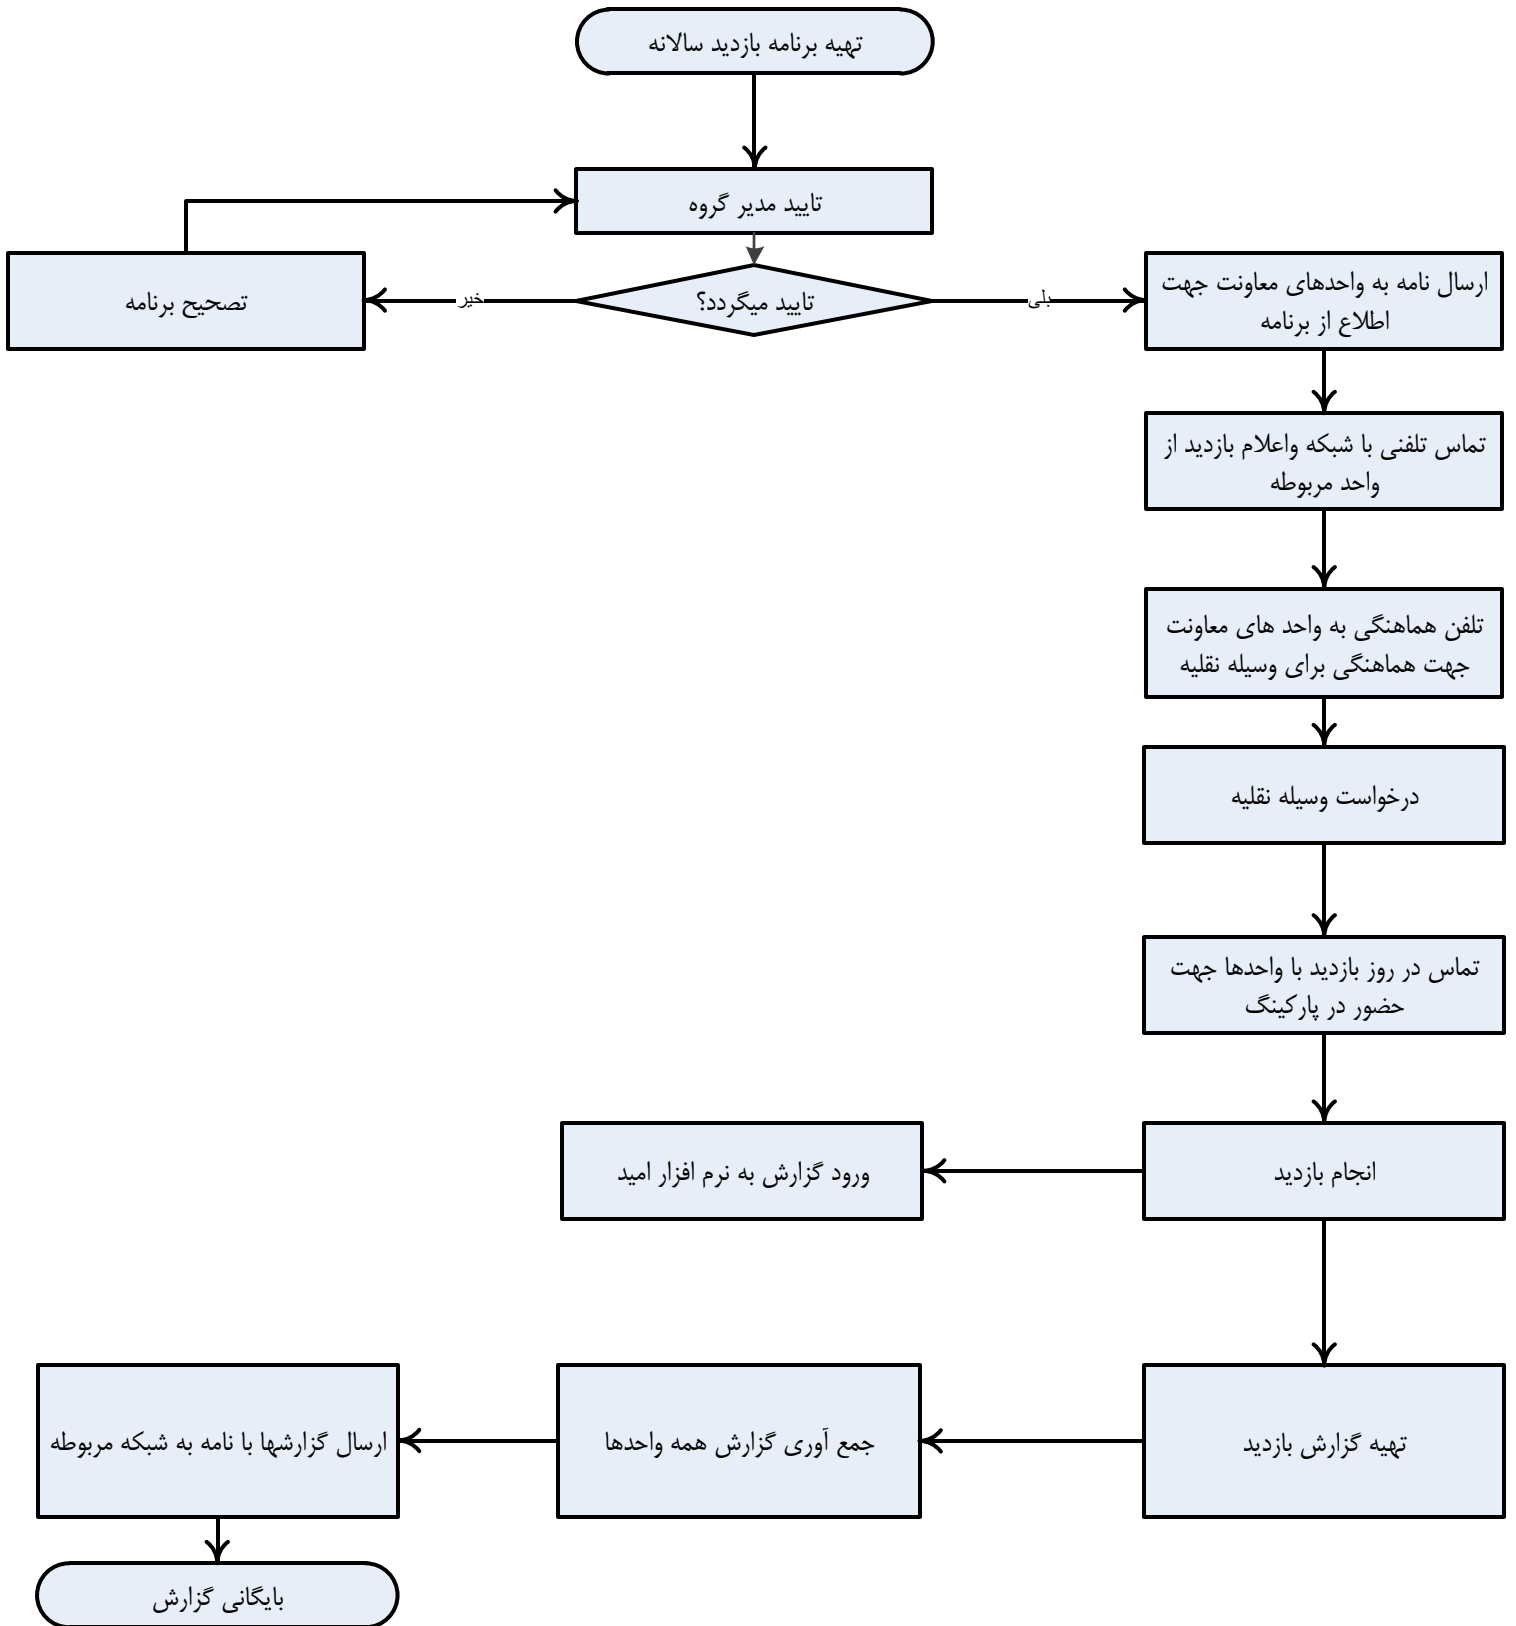 تهیه برنامه بازدید سالانه
تایید مدیر گروه
تایید میگردد؟
بلی
خیر
تصحیح برنامه
ارسال نامه به واحدهای معاونت جهت
اطلاع از برنامه
تماس تلفنی با شبکه واعلام بازدید از
واحد مربوطه
تلفن هماهنگی به واحد های معاونت
جهت هماهنگی برای وسیله نقلیه
درخواست وسیله نقلیه
تماس در روز بازدید با واحدها جهت
حضور در پارکینگ
انجام بازدید
ورود گزارش به نرم افزار امید
تهیه گزارش بازدید
جمع آوری گزارش همه واحدها
ارسال گزارشها با نامه به شبکه مربوطه
بایگانی گزارش